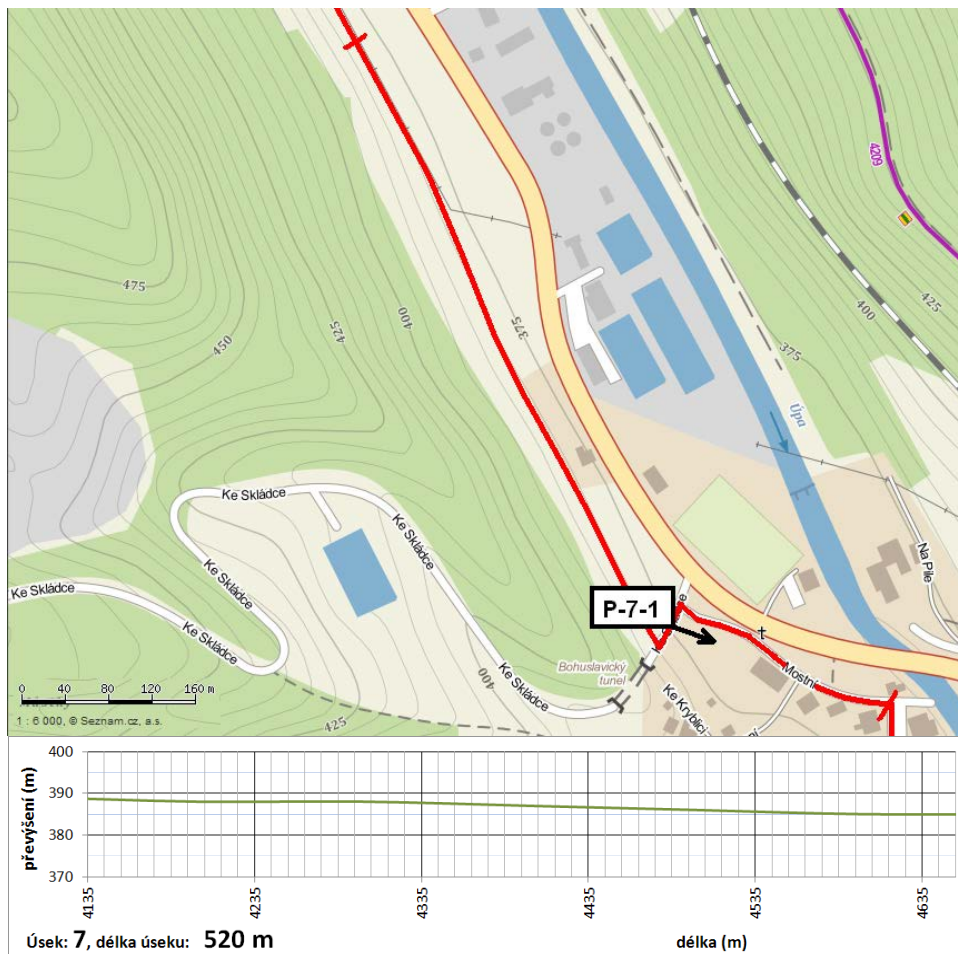 4209
475
425
400
450
425
400
375
375
Úpa
Ke Skládce
Ke Skládce
Ke Skládce
Ke Skládce
Ke Skládce
Ke Skládce
Na Pile
P-7-1
Bohuslavický
tunel
400
Mostní
Ke Kryblici
425
0 40 80 120 160 m
1 : 6 000, © Seznam.cz, a.s.
převýšení (m)
400
390
380
370
4135 4235 4335 4435 4535 4635
Úsek: 7, délka úseku: 520 m
délka (m)